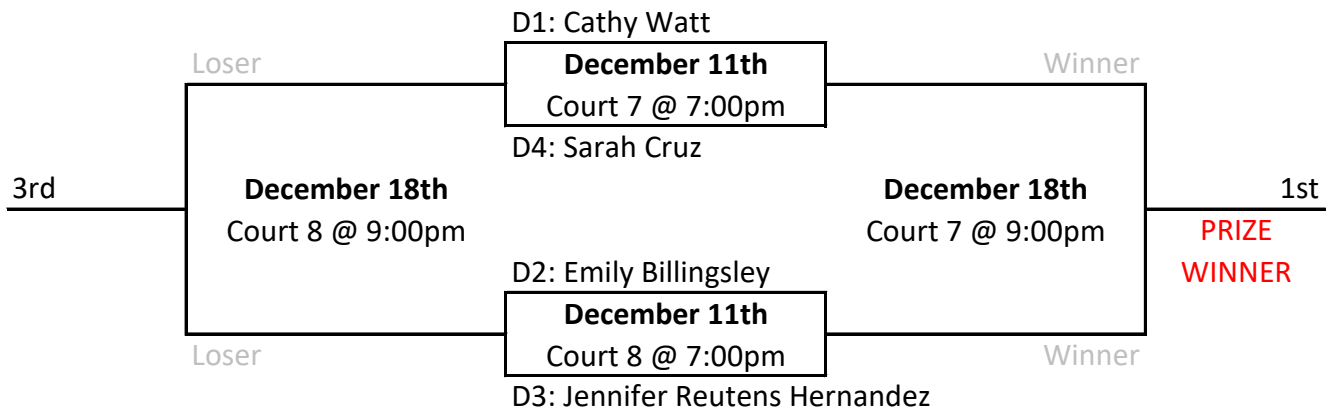 D1: Cathy Watt
Loser
December 11th
Winner
Court 7 @ 7:00pm
D4: Sarah Cruz
3rd
December 18th
December 18th
1st
Court 8 @ 9:00pm
Court 7 @ 9:00pm
PRIZE
WINNER
D2: Emily Billingsley
December 11th
Loser
Court 8 @ 7:00pm
Winner
D3: Jennifer Reutens Hernandez